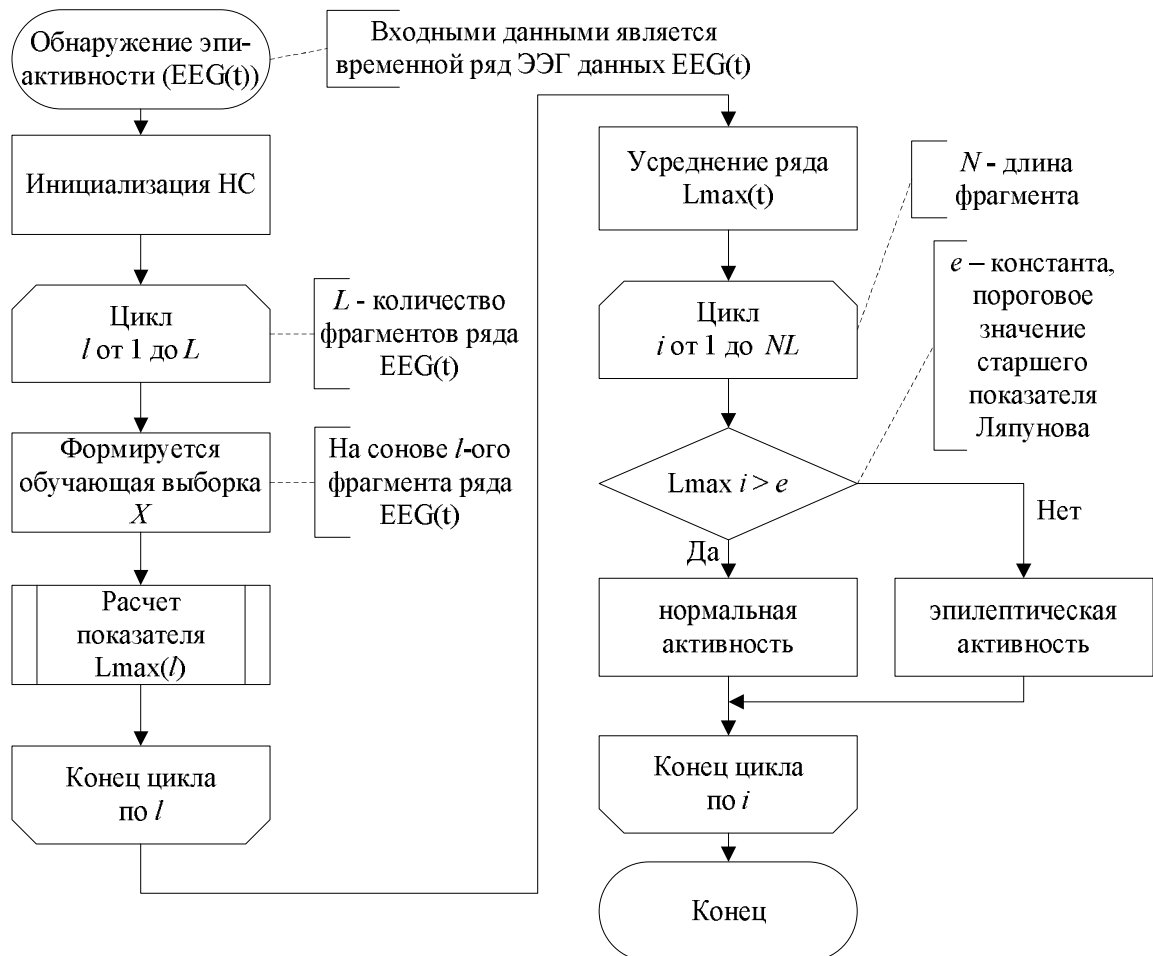 Обнаружение эпи-
активности (EEG(t))
Входными данными является
временной ряд ЭЭГ данных EEG(t)
Инициализация НС
Цикл
l от 1 до L
L - количество
фрагментов ряда
EEG(t)
Формируется
обучающая выборка
X
На сонове l-ого
фрагмента ряда
EEG(t)
Расчет
показателя
Lmax(l)
Конец цикла
по l
Усреднение ряда
Lmax(t)
N - длина
фрагмента
Цикл
i от 1 до NL
e – константа,
пороговое
значение
старшего
показателя
Ляпунова
Lmax i > e
Да
Нет
нормальная
активность
эпилептическая
активность
Конец цикла
по i
Конец